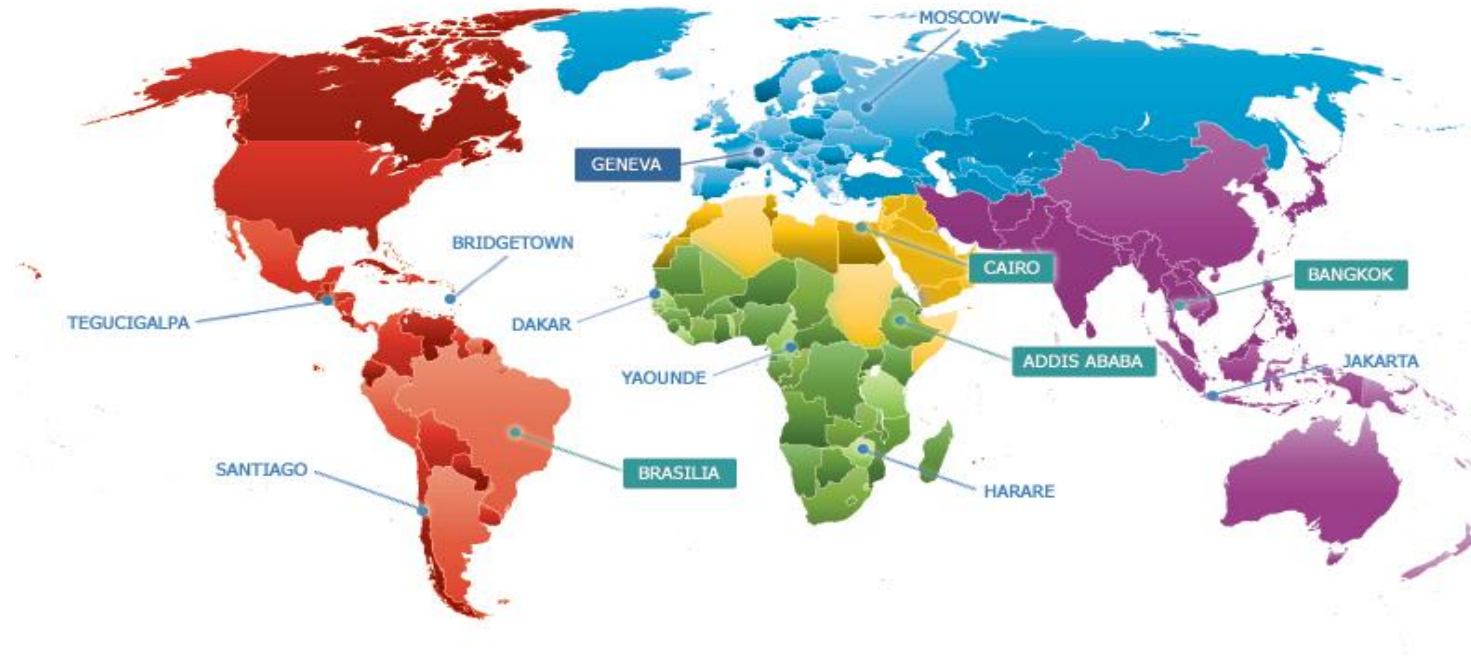 MOSCOW
GENEVA
BRIDGETOWN
CAIRO
BANGKOK
TEGUCIGALPA
DAKAR
ADDIS ABABA
JAKARTA
YAOUNDE
SANTIAGO
BRASILIA
HARARE